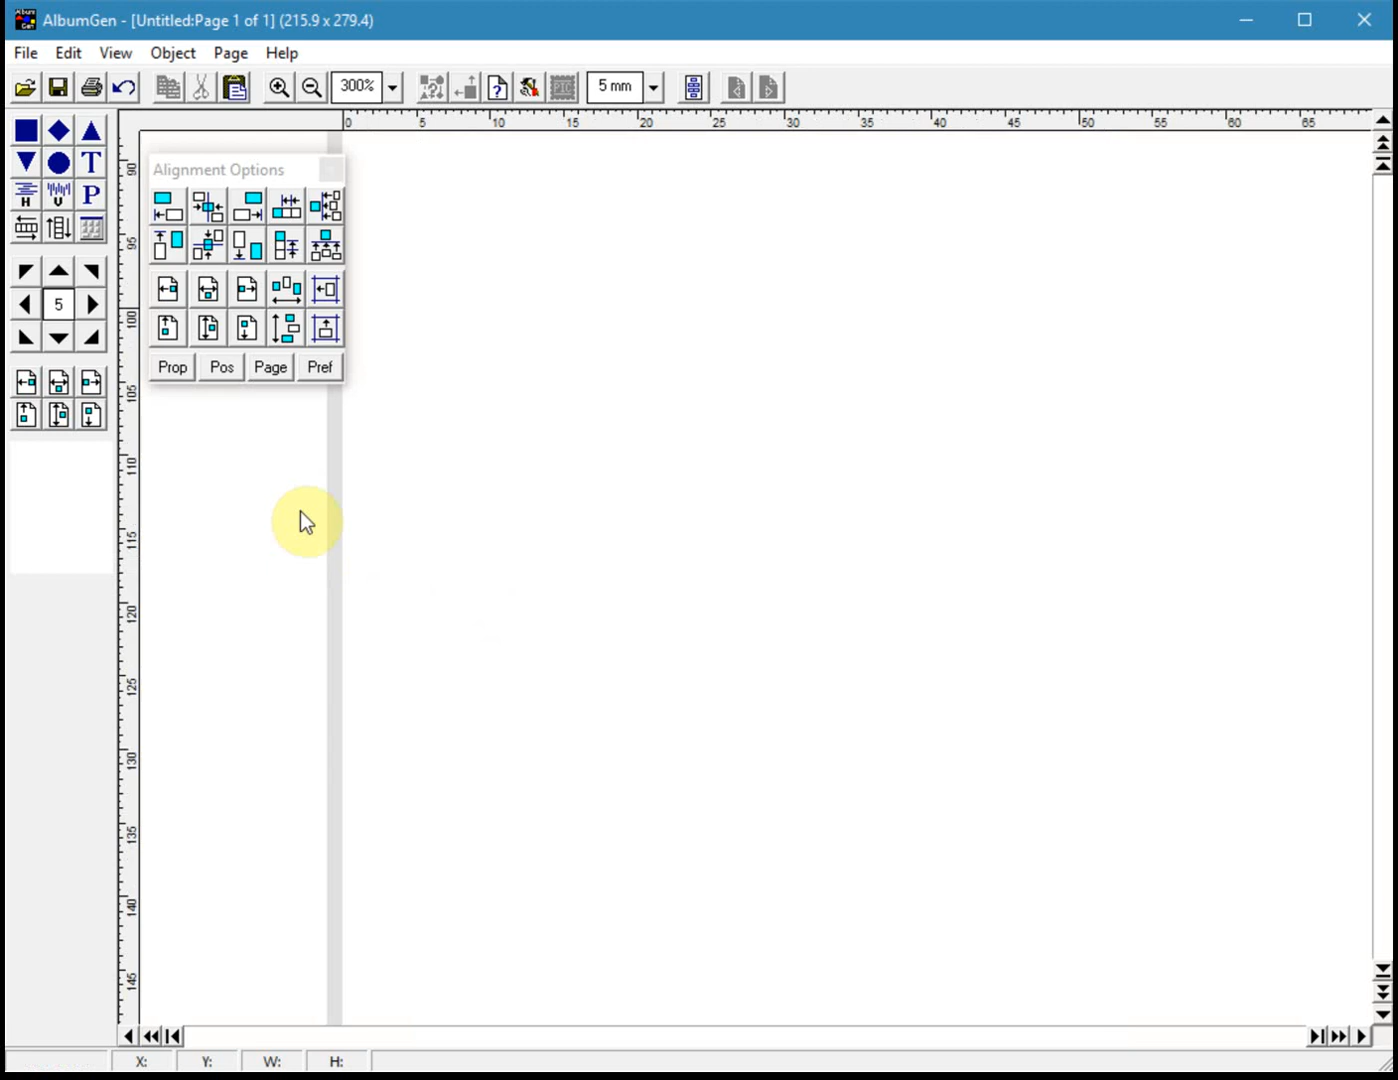 AlbumGen - [Untitled:Page 1 of 1] (215.9 x 279.4)
File Edit View Object Page Help
300% 5 mm
0 5 10 15 20 25 30 35 40 45 50 55 60 65
T
H U P
5
Alignment Options
Prop Pos Page Pref
90
95
100
105
110
115
120
125
130
135
140
145
X: Y: W: H: